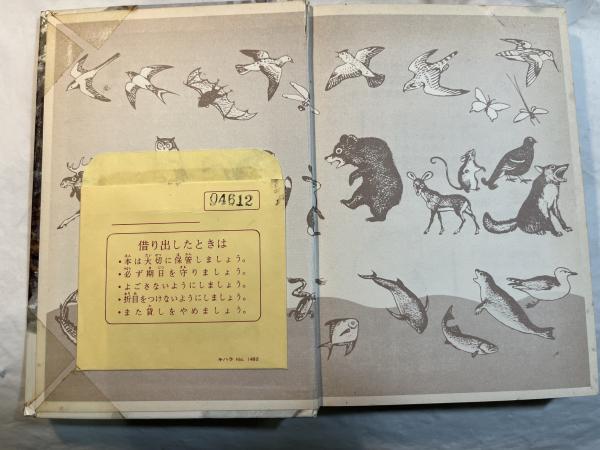 04612
借り出したときは
・本は大切に保管しましょう。
・必ず期日を守りましょう。
・よごさないようにしましょう。
・折目をつけないようにしましょう。
・また貸しをやめましょう。
キハラ No. 1482